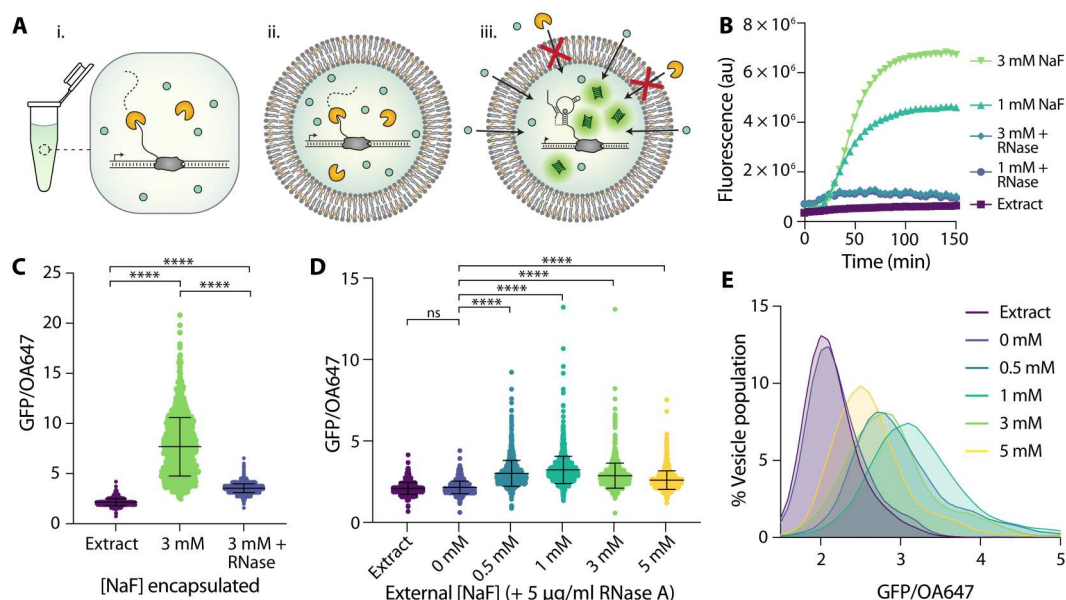 A
i.
ii.
iii.
B
Fluorescence
(au)
8 × 10⁶
6 × 10⁶
4 × 10⁶
2 × 10⁶
0
0
50
100
150
Time (min)
3 mM NaF
1 mM NaF
3 mM +
RNase
1 mM +
RNase
Extract
C
****
****
****
GFP/OA647
25
20
15
10
5
0
Extract
3 mM
3 mM +
RNase
[NaF] encapsulated
D
****
****
****
****
ns
GFP/OA647
15
10
5
0
Extract
0 mM
0.5 mM
1 mM
3 mM
5 mM
External [NaF] (+ 5 µg/ml RNase A)
E
% Vesicle population
15
10
5
0
2
3
4
5
GFP/OA647
Extract
0 mM
0.5 mM
1 mM
3 mM
5 mM